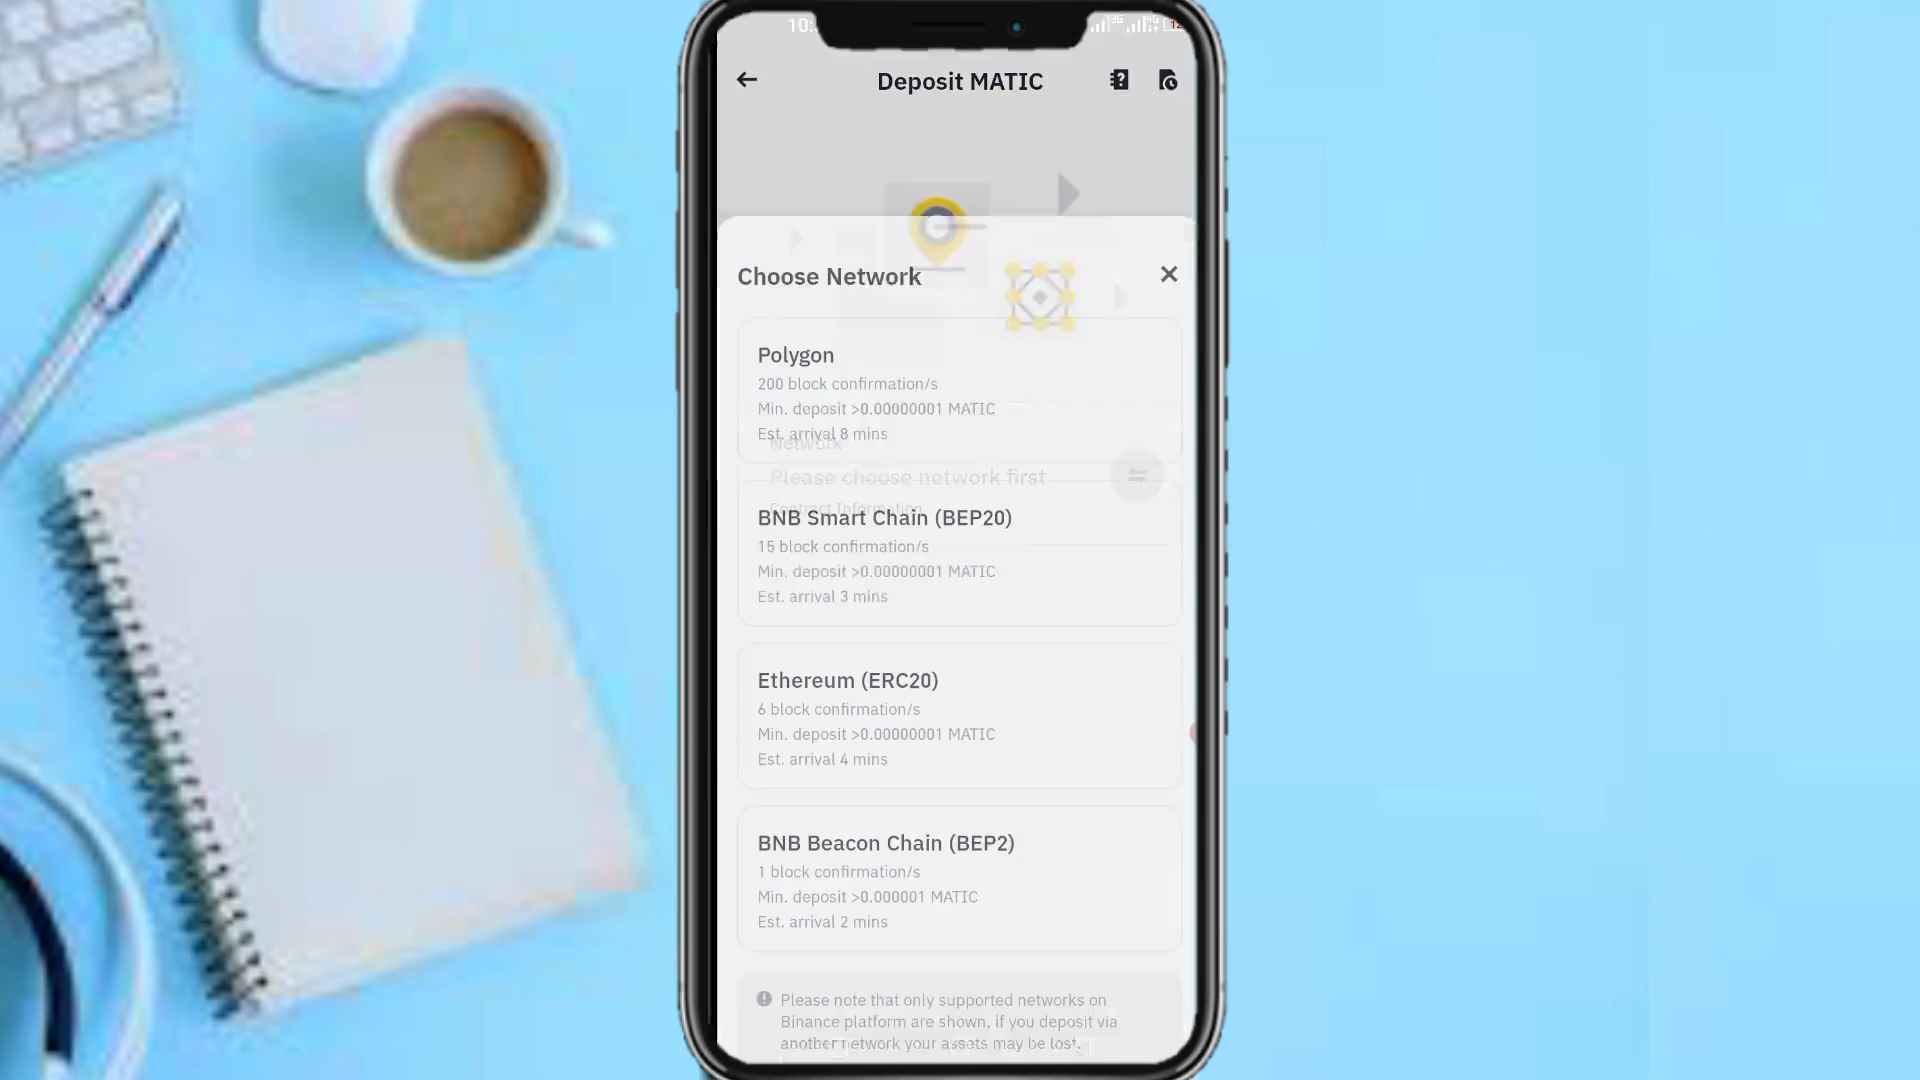 10:
3G
4G
12
Deposit MATIC
Choose Network
Polygon
200 block confirmation/s
Min. deposit >0.00000001 MATIC
Est. arrival 8 mins
Network
Please choose network first
Contract Information
BNB Smart Chain (BEP20)
15 block confirmation/s
Min. deposit >0.00000001 MATIC
Est. arrival 3 mins
Ethereum (ERC20)
6 block confirmation/s
Min. deposit >0.00000001 MATIC
Est. arrival 4 mins
BNB Beacon Chain (BEP2)
1 block confirmation/s
Min. deposit >0.000001 MATIC
Est. arrival 2 mins
Please note that only supported networks on
Binance platform are shown, if you deposit via
another network your assets may be lost.